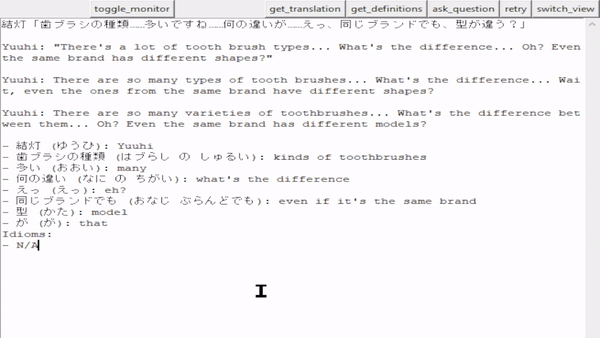 toggle_monitor get_translation get_definitions ask_question retry switch_view
結灯「歯ブラシの種類……多いですね……何の違いが……えっ、同じブランドでも、型が違う?」
Yuuhi: "There's a lot of tooth brush types... What's the difference... Oh? Even
the same brand has different shapes?"
Yuuhi: There are so many types of tooth brushes... What's the difference... Wai
t, even the ones from the same brand have different shapes?
Yuuhi: There are so many varieties of toothbrushes... What's the difference bet
ween them... Oh? Even the same brand has different models?
- 結灯 (ゆうひ): Yuuhi
- 歯ブラシの種類 (はブラし の しゅるい): kinds of toothbrushes
- 多い (おおい): many
- 何の違い (なに の ちがい): what's the difference
- えっ (えっ): eh?
- 同じブランドでも (おなじ ぶらんどでも): even if it's the same brand
- 型 (かた): model
- が (が): that
Idioms:
- N/A